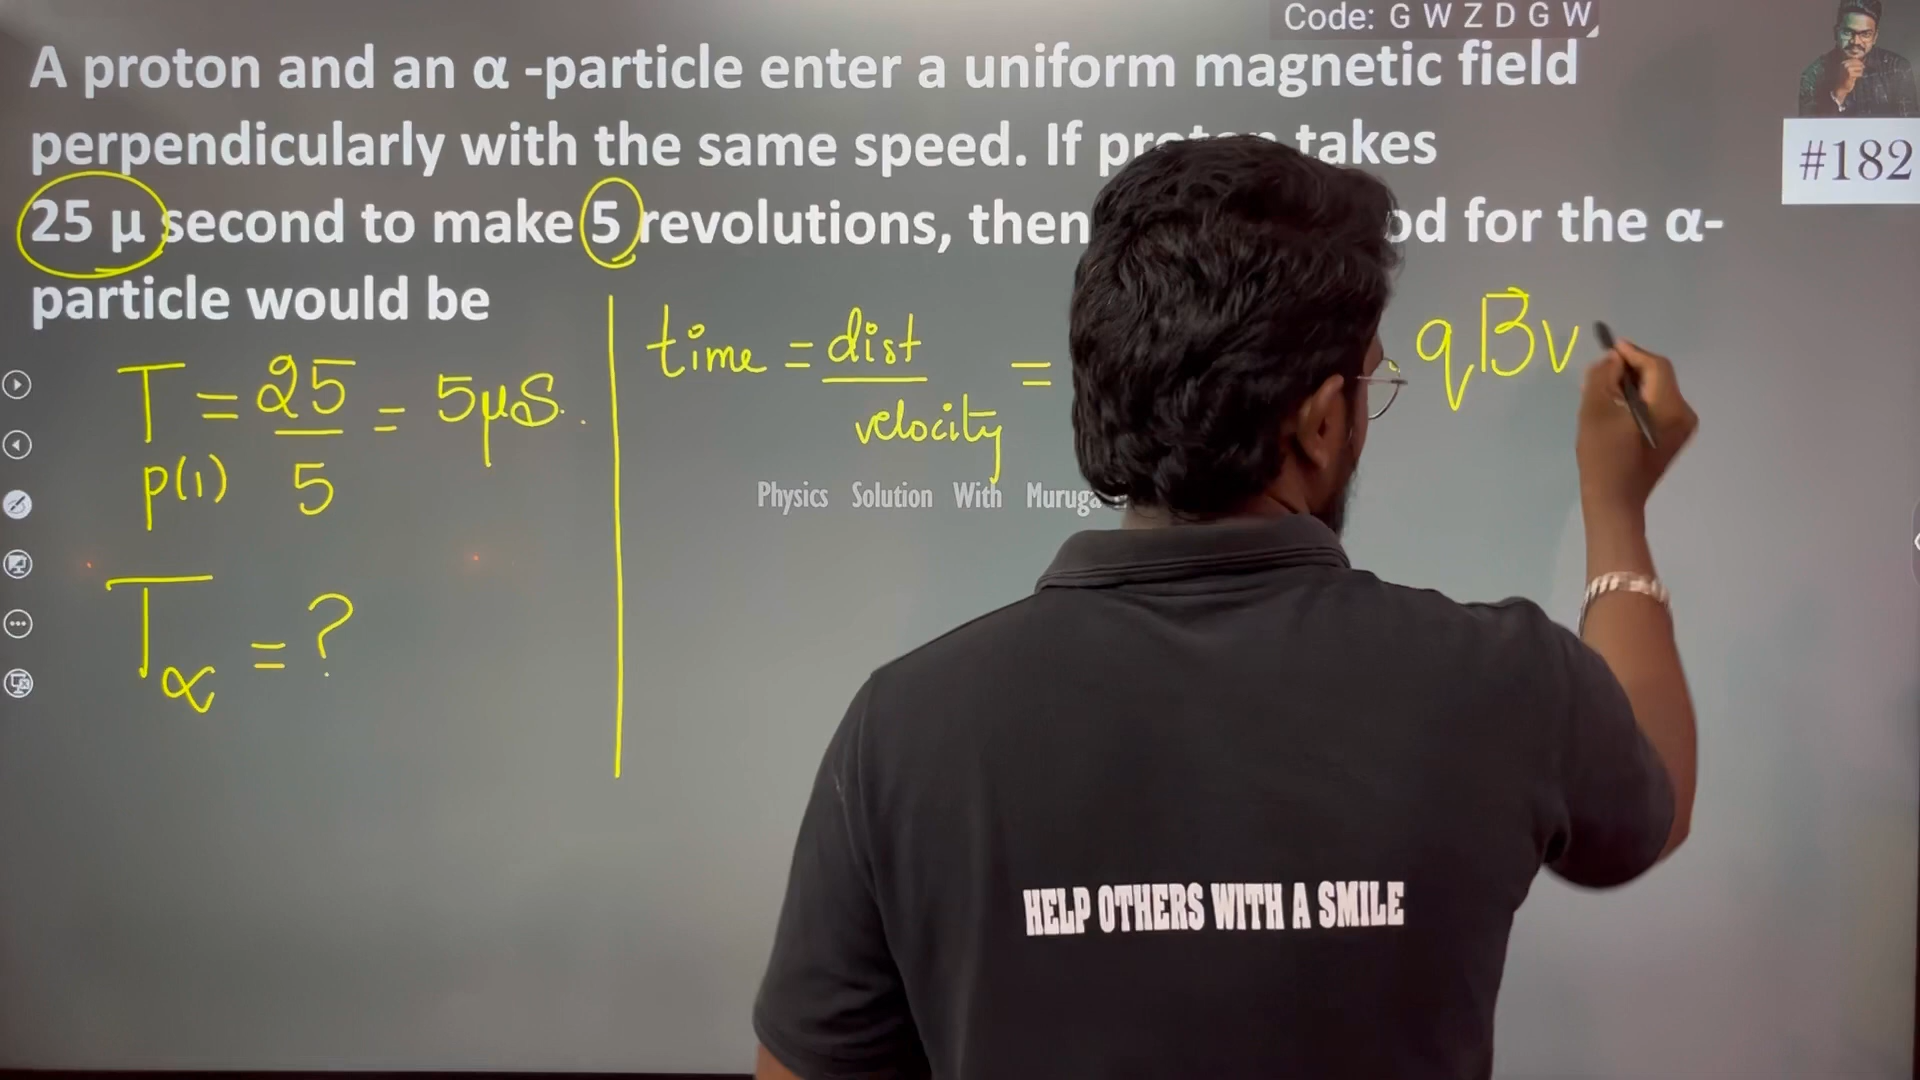 Code: G W Z D G W
A proton and an α -particle enter a uniform magnetic field
perpendicularly with the same speed. If proton takes
25 μ second to make 5 revolutions, then for the α-
particle would be
#182
T = 25 = 5μS.
p(1) 5
Tα = ?
time = dist =
velocity
qBv
Physics Solution With
HELP OTHERS WITH A SMILE